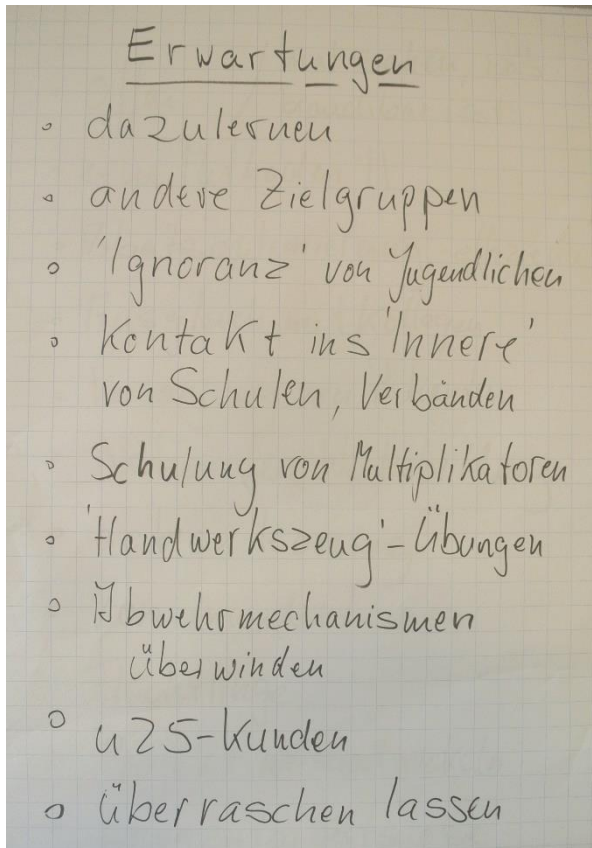 Erwartungen
◦ dazulernen
◦ andere Zielgruppen
◦ 'Ignoranz' von Jugendlichen
◦ Kontakt ins 'Innere'
von Schulen, Verbänden
◦ Schulung von Multiplikatoren
◦ 'Handwerkszeug'-Übungen
◦ Abwehrmechanismen
überwinden
◦ u25-Kunden
◦ überraschen lassen